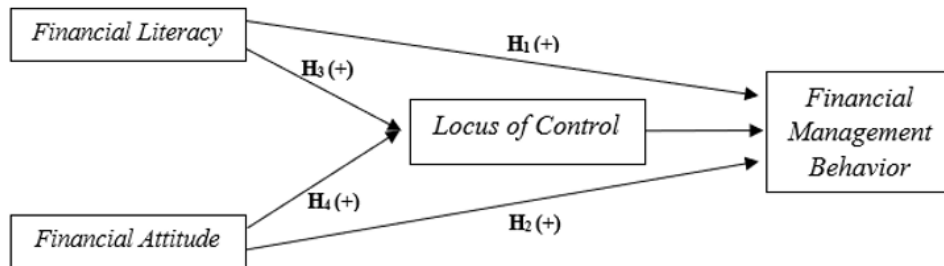 Financial Literacy
H₁ (+)
H₃ (+)
Locus of Control
Financial
Management
Behavior
H₄ (+)
Financial Attitude
H₂ (+)